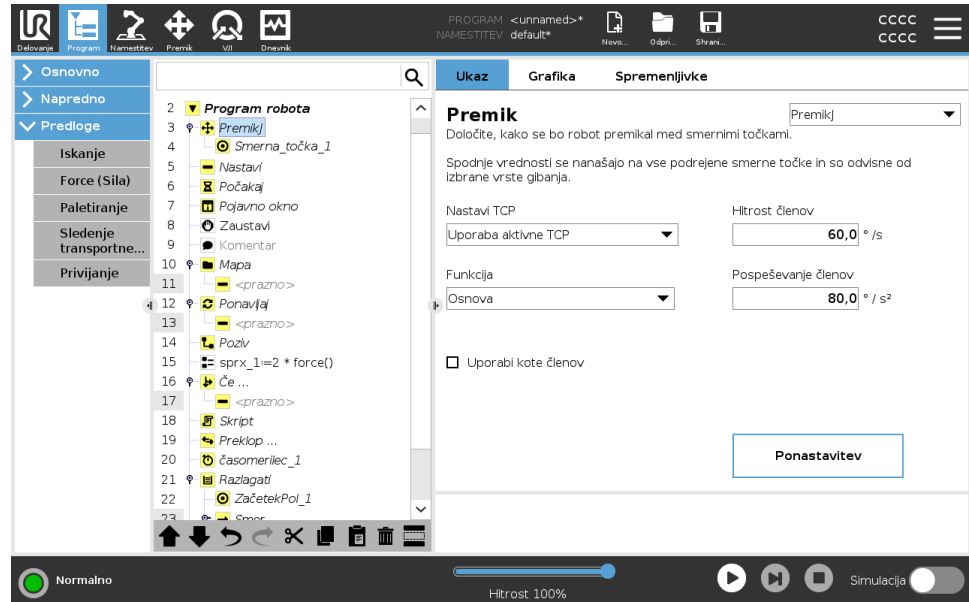 UR
PROGRAM <unnamed>*
NAMESTITEV default*
Delovanje
Program
Namestitev
Premik
V/I
Dnevnik
Novo...
Odpri...
Shrani...
CCCC
CCCC
Osnovno
Napredno
Predloge
Iskanje
Force (Sila)
Paletiranje
Sledenje
transportne...
Privijanje
2 Program robota
3 PremikJ
4 Smerna_točka_1
5 Nastavi
6 Počakaj
7 Pojavno okno
8 Zaustavi
9 Komentar
10 Mapa
11 <prazno>
12 Ponavljaj
13 <prazno>
14 Poziv
15 sprx_1≔2 * force()
16 Če ...
17 <prazno>
18 Skript
19 Preklop ...
20 časomerilec_1
21 Razlagati
22 ZačetekPol_1
23 Smer
Ukaz
Grafika
Spremenljivke
Premik
PremikJ
Določite, kako se bo robot premikal med smernimi točkami.
Spodnje vrednosti se nanašajo na vse podrejene smerne točke in so odvisne od
izbrane vrste gibanja.
Nastavi TCP
Hitrost členov
Uporaba aktivne TCP
60,0 ° /s
Funkcija
Pospeševanje členov
Osnova
80,0 ° / s²
Uporabi kote členov
Ponastavitev
Normalno
Hitrost 100%
Simulacija